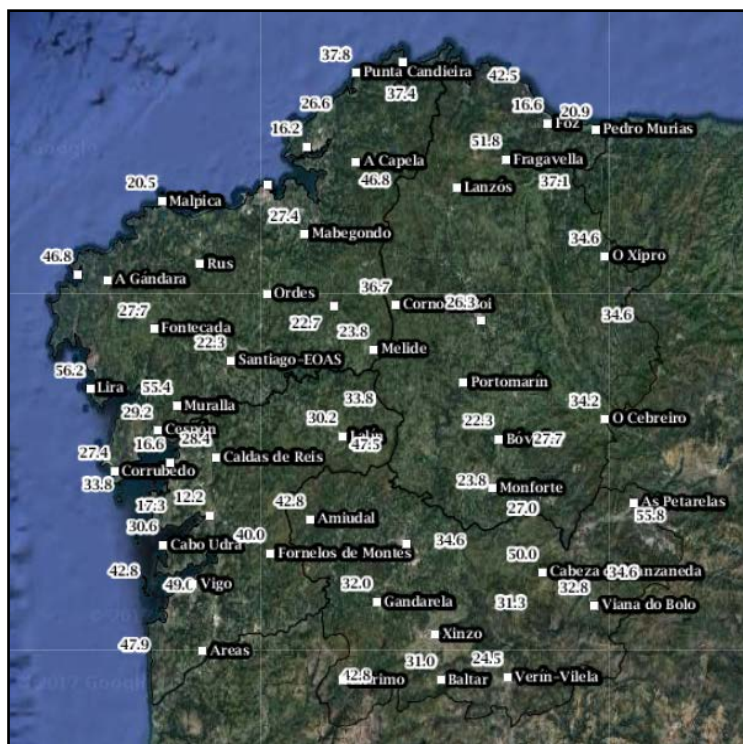 37.8
Punta Candieira
42.5
37.4
26.6
16.6
20.9
Foz
Pedro Murias
16.2
51.8
Fragavella
A Capela
46.8
37.1
Lanzós
20.5
Malpica
27.4
Mabegondo
34.6
O Xipro
46.8
Rus
A Gándara
36.7
Ordes
26.3
34.6
27.7
Fontecada
22.7
23.8
22.3
Santiago-EOAS
Melide
56.2
Lira
55.4
Muralla
33.8
Portomarín
29.2
Cespón
30.2
34.2
O Cebreiro
22.3
27.7
16.6
28.4
47.5
27.4
Corrubedo
Caldas de Reis
33.8
23.8
Monforte
17.3
12.2
42.8
27.0
As Petarelas
55.8
30.6
Amiudal
40.0
Cabo Udra
Fornelos de Montes
34.6
50.0
42.8
49.0
Vigo
32.0
34.6
32.8
Gandarela
31.3
Viana do Bolo
47.9
Areas
Xinzo
31.0
24.5
42.8
Baltar
Verín-Vilela